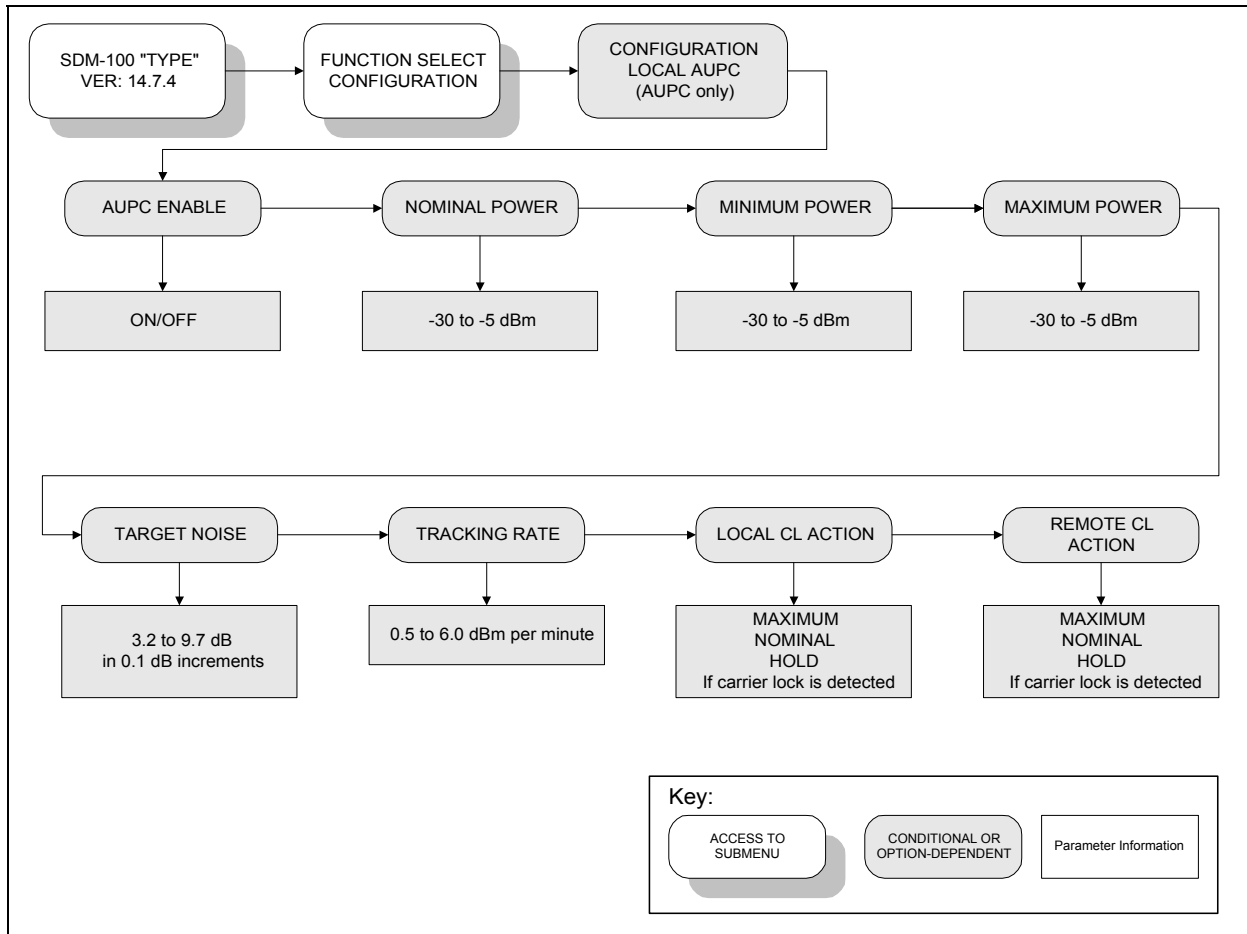 SDM-100 "TYPE"
VER: 14.7.4
FUNCTION SELECT
CONFIGURATION
CONFIGURATION
LOCAL AUPC
(AUPC only)
AUPC ENABLE
NOMINAL POWER
MINIMUM POWER
MAXIMUM POWER
ON/OFF
-30 to -5 dBm
-30 to -5 dBm
-30 to -5 dBm
TARGET NOISE
TRACKING RATE
LOCAL CL ACTION
REMOTE CL
ACTION
3.2 to 9.7 dB
in 0.1 dB increments
0.5 to 6.0 dBm per minute
MAXIMUM
NOMINAL
HOLD
If carrier lock is detected
MAXIMUM
NOMINAL
HOLD
If carrier lock is detected
Key:
ACCESS TO
SUBMENU
CONDITIONAL OR
OPTION-DEPENDENT
Parameter Information